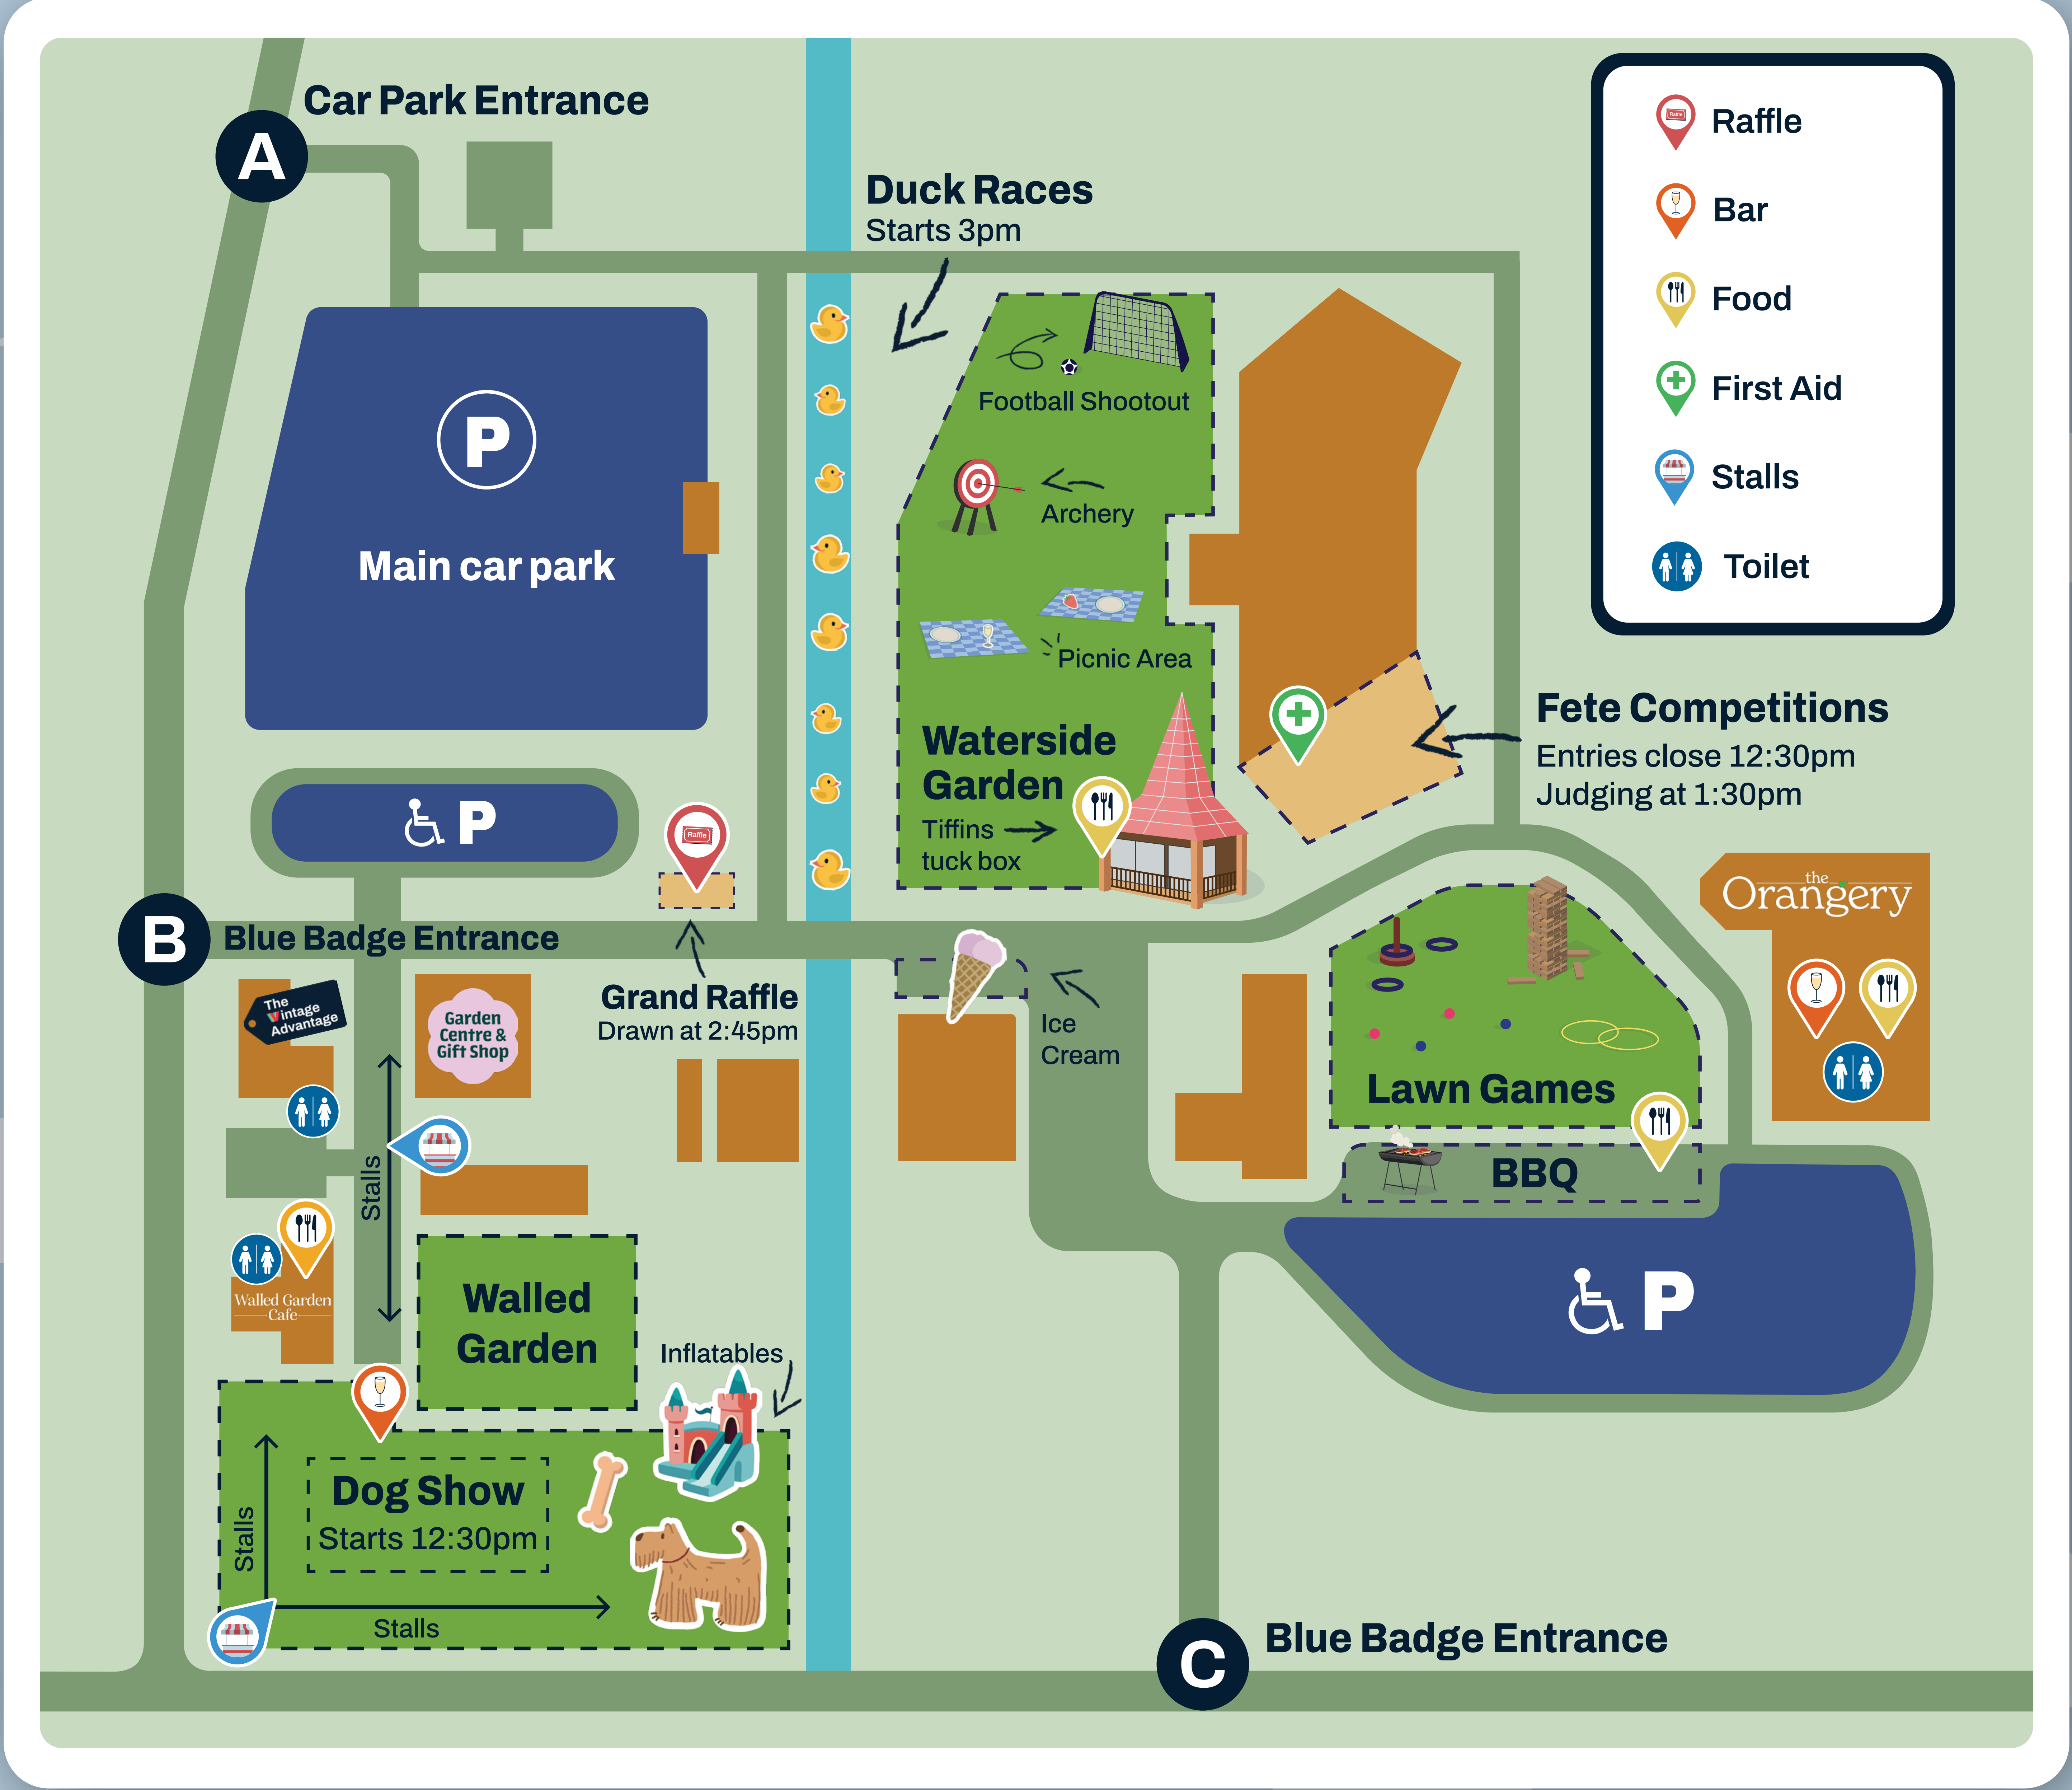 Car Park Entrance
A
Duck Races
Starts 3pm
Raffle
Raffle
Bar
Food
First Aid
Stalls
Toilet
Football Shootout
P
Archery
Main car park
Picnic Area
Waterside
Garden
Tiffins
tuck box
Fete Competitions
Entries close 12:30pm
Judging at 1:30pm
P
Raffle
B
Blue Badge Entrance
Grand Raffle
Drawn at 2:45pm
Ice
Cream
the
Orangery
The
Vintage
Advantage
Garden
Centre &
Gift Shop
Stalls
Lawn Games
BBQ
P
Walled Garden
Cafe
Walled
Garden
Inflatables
Dog Show
Starts 12:30pm
Stalls
Stalls
C
Blue Badge Entrance